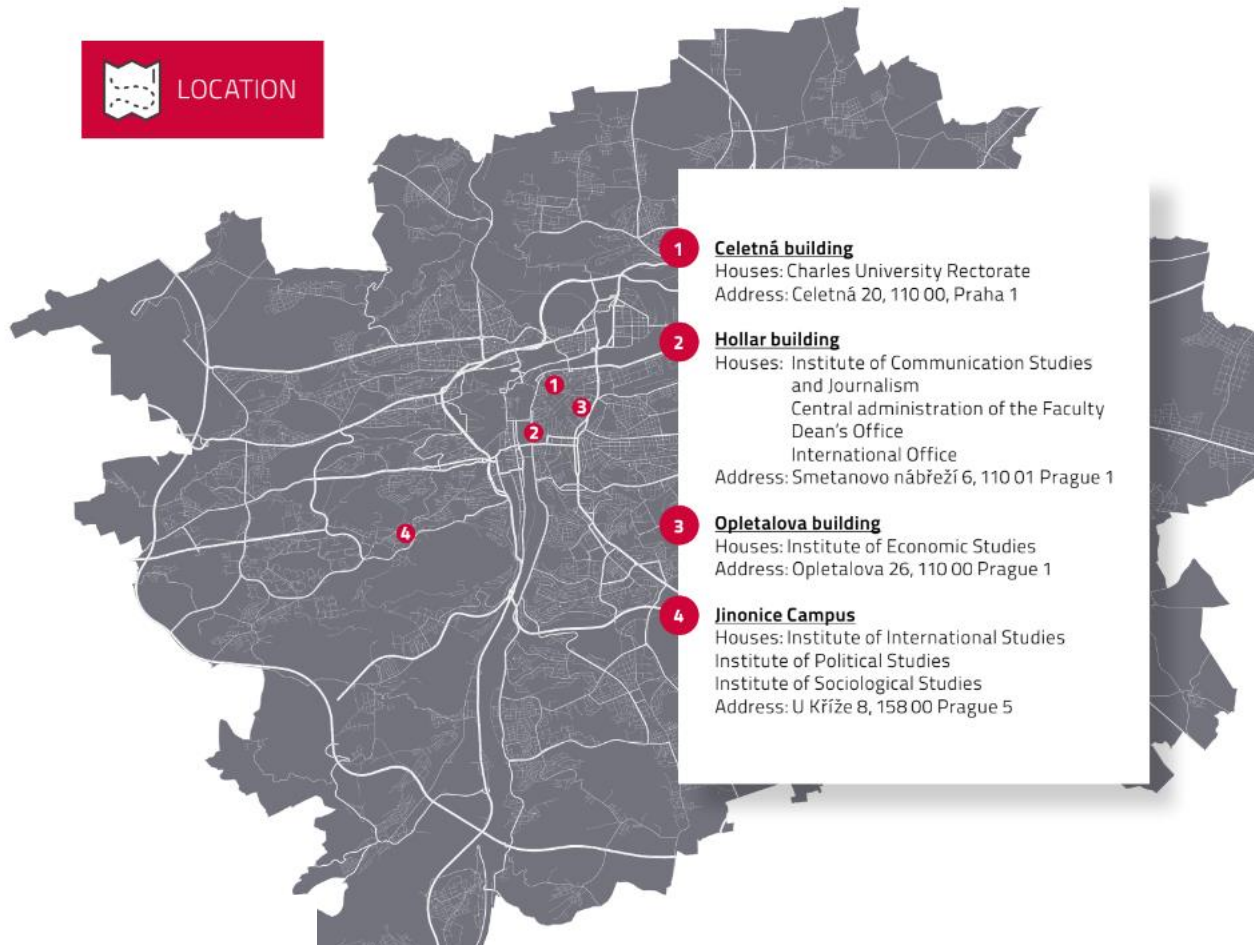 LOCATION
1
Celetná building
Houses: Charles University Rectorate
Address: Celetná 20, 110 00, Praha 1
2
Hollar building
Houses: Institute of Communication Studies
and Journalism
Central administration of the Faculty
Dean's Office
International Office
Address: Smetanovo nábřeží 6, 110 01 Prague 1
3
Opletalova building
Houses: Institute of Economic Studies
Address: Opletalova 26, 110 00 Prague 1
4
Jinonice Campus
Houses: Institute of International Studies
Institute of Political Studies
Institute of Sociological Studies
Address: U Kříže 8, 158 00 Prague 5
1
3
2
4